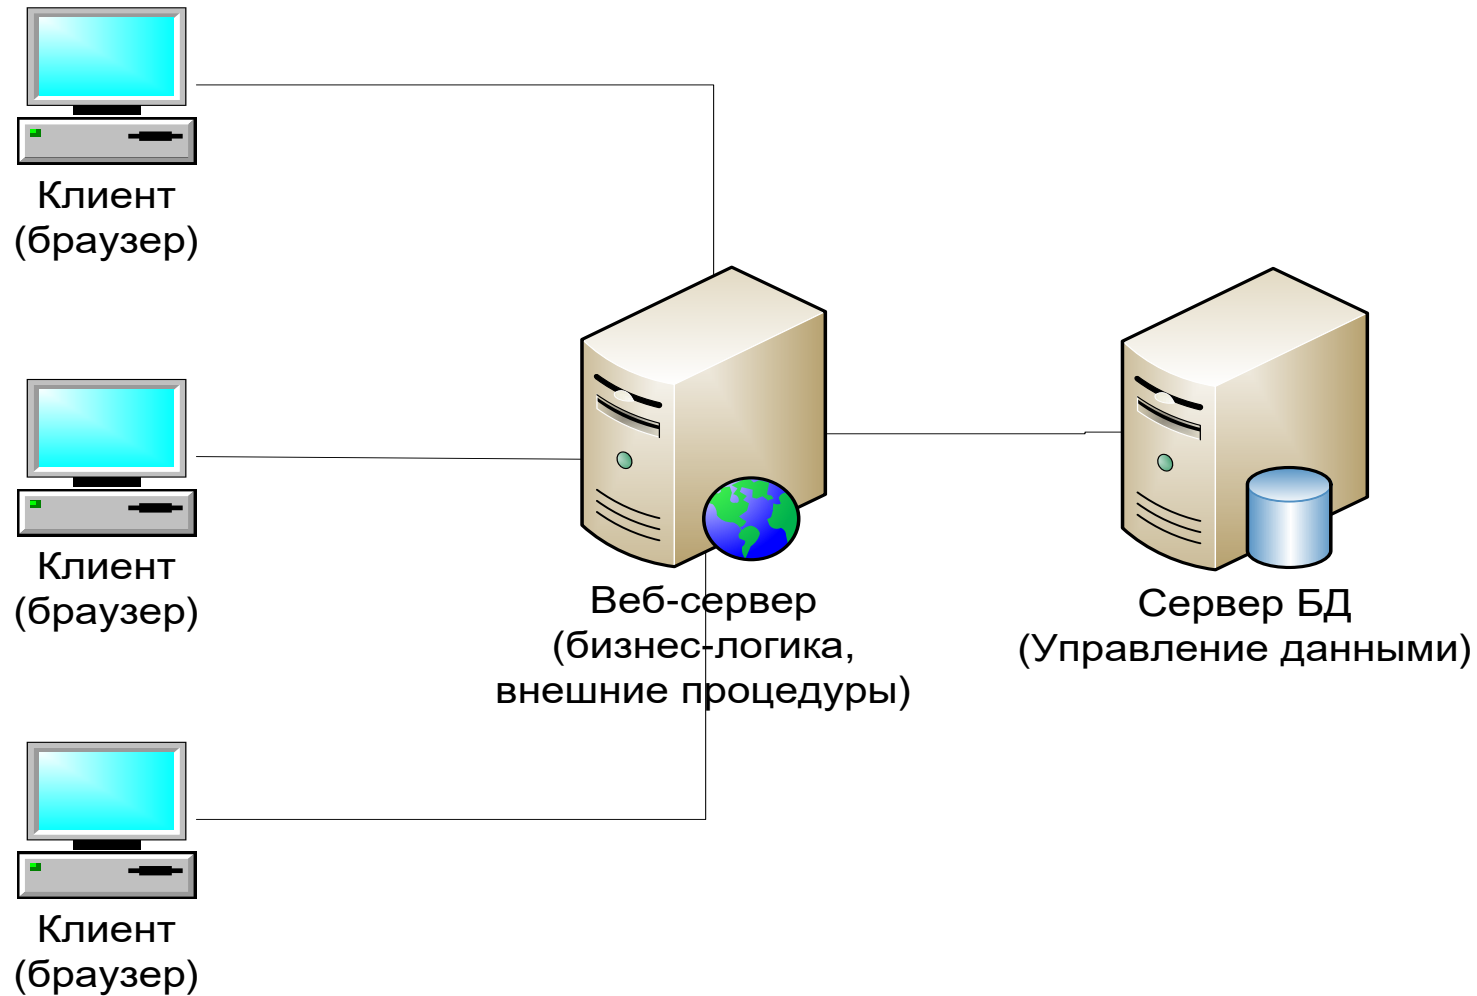 Клиент
(браузер)
Клиент
(браузер)
Веб-сервер
(бизнес-логика,
внешние процедуры)
Сервер БД
(Управление данными)
Клиент
(браузер)